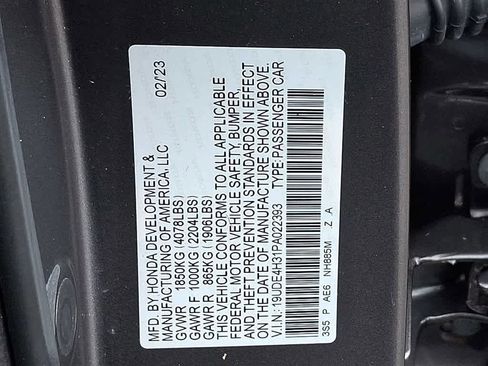 MFD. BY HONDA DEVELOPMENT & 02/'23
MANUFACTURING OF AMERICA, LLC
GVWR 1850KG (4078LBS)
GAWR F 1000KG (2204LBS)
GAWR R 865KG (1906LBS)
THIS VEHICLE CONFORMS TO ALL APPLICABLE
FEDERAL MOTOR VEHICLE SAFETY, BUMPER,
AND THEFT PREVENTION STANDARDS IN EFFECT
ON THE DATE OF MANUFACTURE SHOWN ABOVE.
V.I.N.: 19UDE4H31PA022393 TYPE: PASSENGER CAR
3S5 P AE6 NH885M Z A